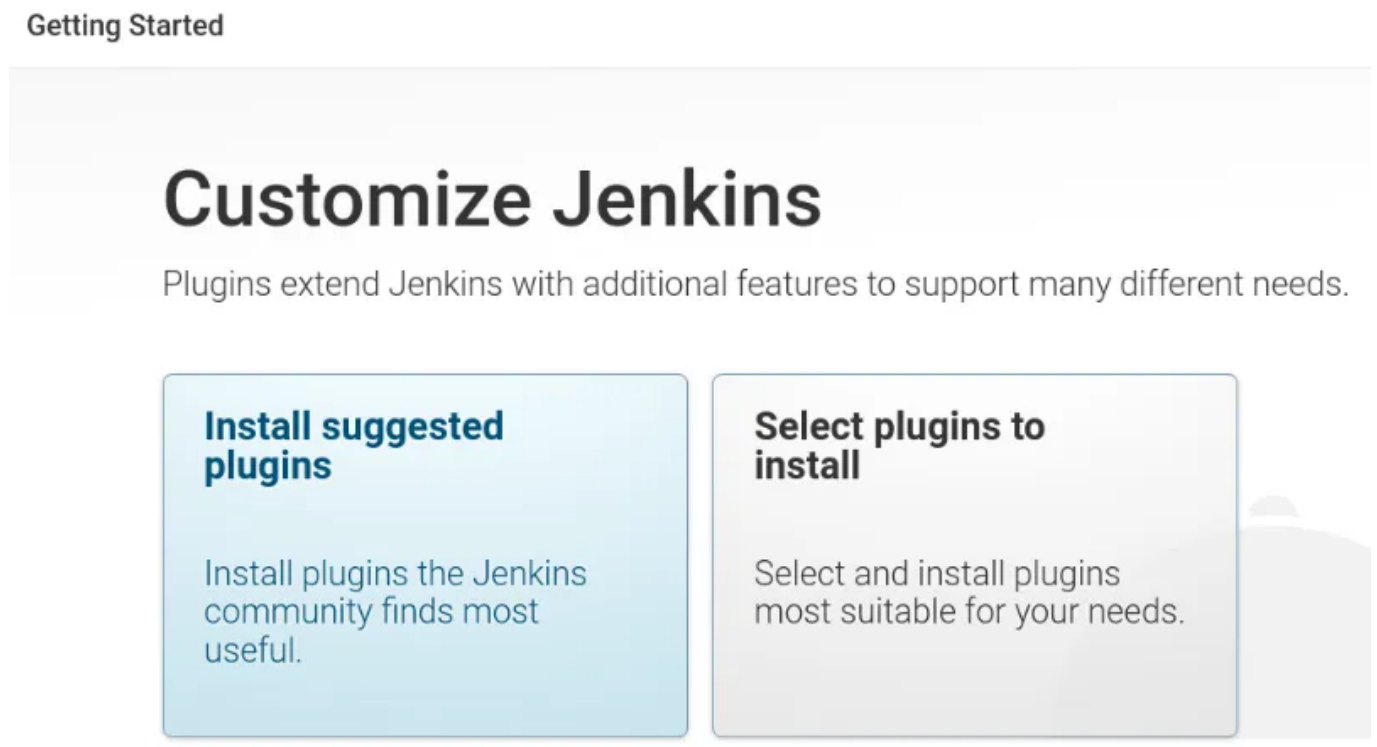 Getting Started
Customize Jenkins
Plugins extend Jenkins with additional features to support many different needs.
Install suggested
plugins
Install plugins the Jenkins
community finds most
useful.
Select plugins to
install
Select and install plugins
most suitable for your needs.